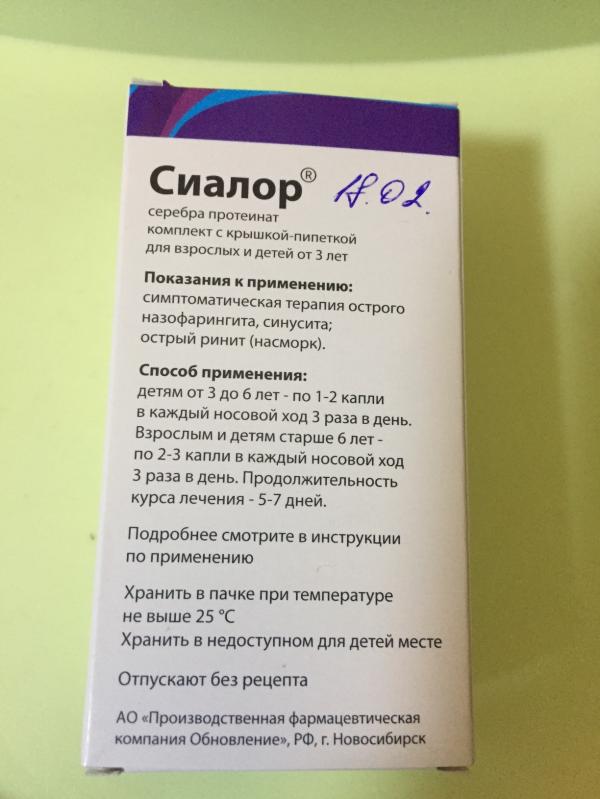 Сиалор® 18.02.
серебра протеинат
комплект с крышкой-пипеткой
для взрослых и детей от 3 лет
Показания к применению:
симптоматическая терапия острого
назофарингита, синусита;
острый ринит (насморк).
Способ применения:
детям от 3 до 6 лет - по 1-2 капли
в каждый носовой ход 3 раза в день.
Взрослым и детям старше 6 лет -
по 2-3 капли в каждый носовой ход
3 раза в день. Продолжительность
курса лечения - 5-7 дней.
Подробнее смотрите в инструкции
по применению
Хранить в пачке при температуре
не выше 25 °C
Хранить в недоступном для детей месте
Отпускают без рецепта
АО «Производственная фармацевтическая
компания Обновление», РФ, г. Новосибирск